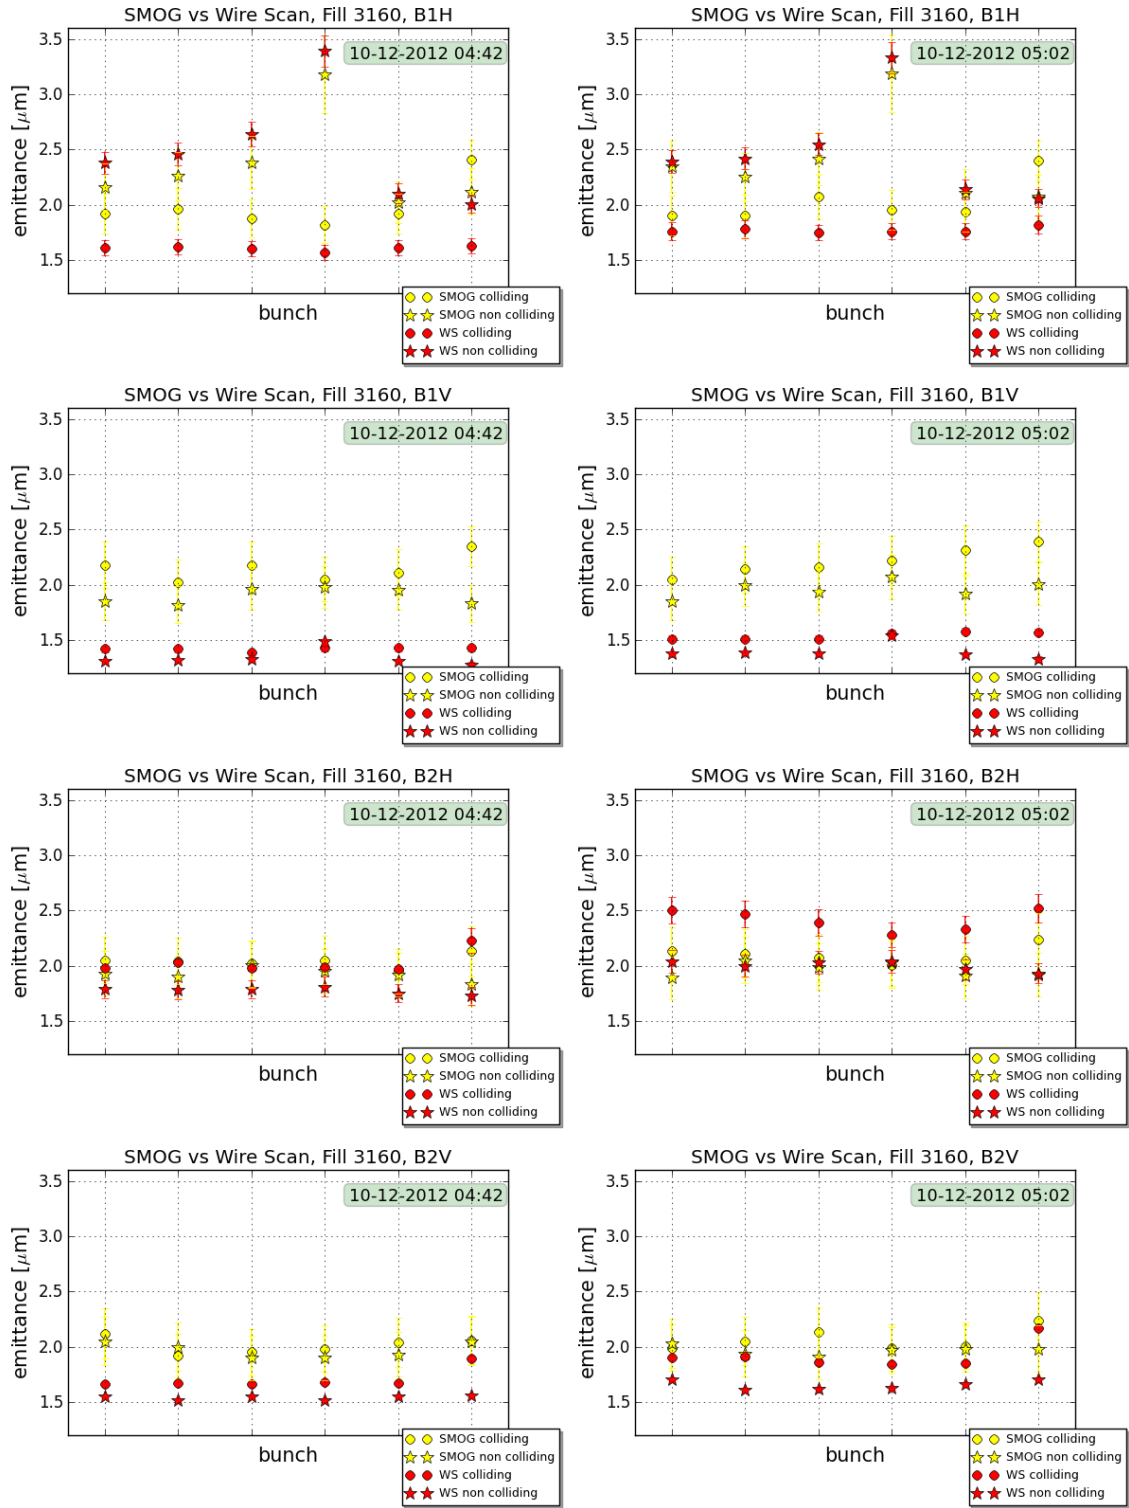 SMOG vs Wire Scan, Fill 3160, B1H
10-12-2012 04:42
emittance [μm]
3.5
3.0
2.5
2.0
1.5
bunch
SMOG colliding
SMOG non colliding
WS colliding
WS non colliding
SMOG vs Wire Scan, Fill 3160, B1H
10-12-2012 05:02
emittance [μm]
3.5
3.0
2.5
2.0
1.5
bunch
SMOG colliding
SMOG non colliding
WS colliding
WS non colliding
SMOG vs Wire Scan, Fill 3160, B1V
10-12-2012 04:42
emittance [μm]
3.5
3.0
2.5
2.0
1.5
bunch
SMOG colliding
SMOG non colliding
WS colliding
WS non colliding
SMOG vs Wire Scan, Fill 3160, B1V
10-12-2012 05:02
emittance [μm]
3.5
3.0
2.5
2.0
1.5
bunch
SMOG colliding
SMOG non colliding
WS colliding
WS non colliding
SMOG vs Wire Scan, Fill 3160, B2H
10-12-2012 04:42
emittance [μm]
3.5
3.0
2.5
2.0
1.5
bunch
SMOG colliding
SMOG non colliding
WS colliding
WS non colliding
SMOG vs Wire Scan, Fill 3160, B2H
10-12-2012 05:02
emittance [μm]
3.5
3.0
2.5
2.0
1.5
bunch
SMOG colliding
SMOG non colliding
WS colliding
WS non colliding
SMOG vs Wire Scan, Fill 3160, B2V
10-12-2012 04:42
emittance [μm]
3.5
3.0
2.5
2.0
1.5
bunch
SMOG colliding
SMOG non colliding
WS colliding
WS non colliding
SMOG vs Wire Scan, Fill 3160, B2V
10-12-2012 05:02
emittance [μm]
3.5
3.0
2.5
2.0
1.5
bunch
SMOG colliding
SMOG non colliding
WS colliding
WS non colliding